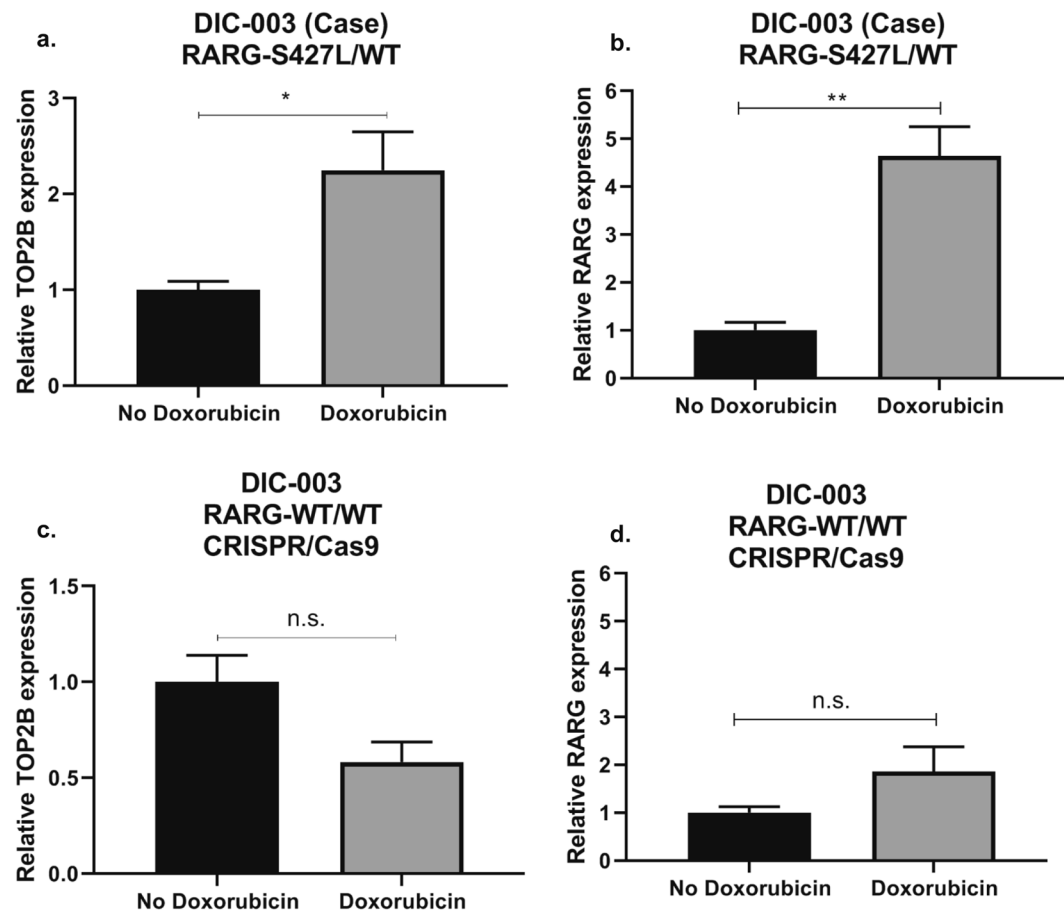 a.
DIC-003 (Case)
RARG-S427L/WT
Relative TOP2B expression
3
2
1
0
*
No Doxorubicin
Doxorubicin
b.
DIC-003 (Case)
RARG-S427L/WT
Relative RARG expression
6
5
4
3
2
1
0
**
No Doxorubicin
Doxorubicin
c.
DIC-003
RARG-WT/WT
CRISPR/Cas9
Relative TOP2B expression
1.5
1.0
0.5
0.0
n.s.
No Doxorubicin
Doxorubicin
d.
DIC-003
RARG-WT/WT
CRISPR/Cas9
Relative RARG expression
6
5
4
3
2
1
0
n.s.
No Doxorubicin
Doxorubicin